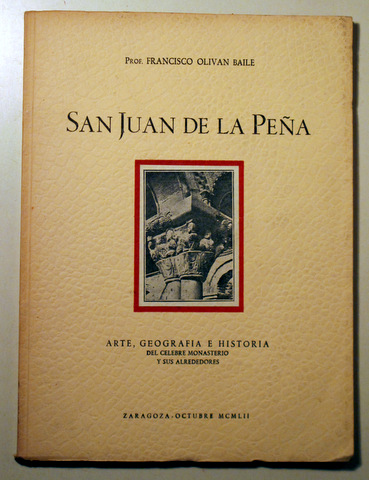 PROF. FRANCISCO OLIVAN BAILE
SAN JUAN DE LA PEÑA
ARTE, GEOGRAFIA E HISTORIA
DEL CELEBRE MONASTERIO
Y SUS ALREDEDORES
ZARAGOZA-OCTUBRE MCMLII